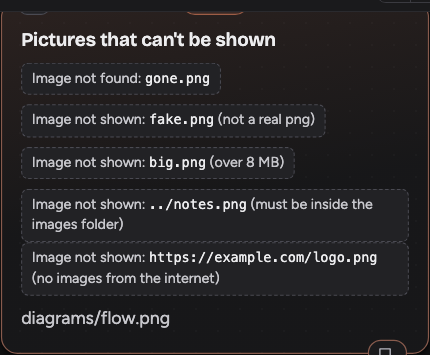 Pictures that can't be shown
Image not found: gone.png
Image not shown: fake.png (not a real png)
Image not shown: big.png (over 8 MB)
Image not shown: ../notes.png (must be inside the
images folder)
Image not shown: https://example.com/logo.png
(no images from the internet)
diagrams/flow.png